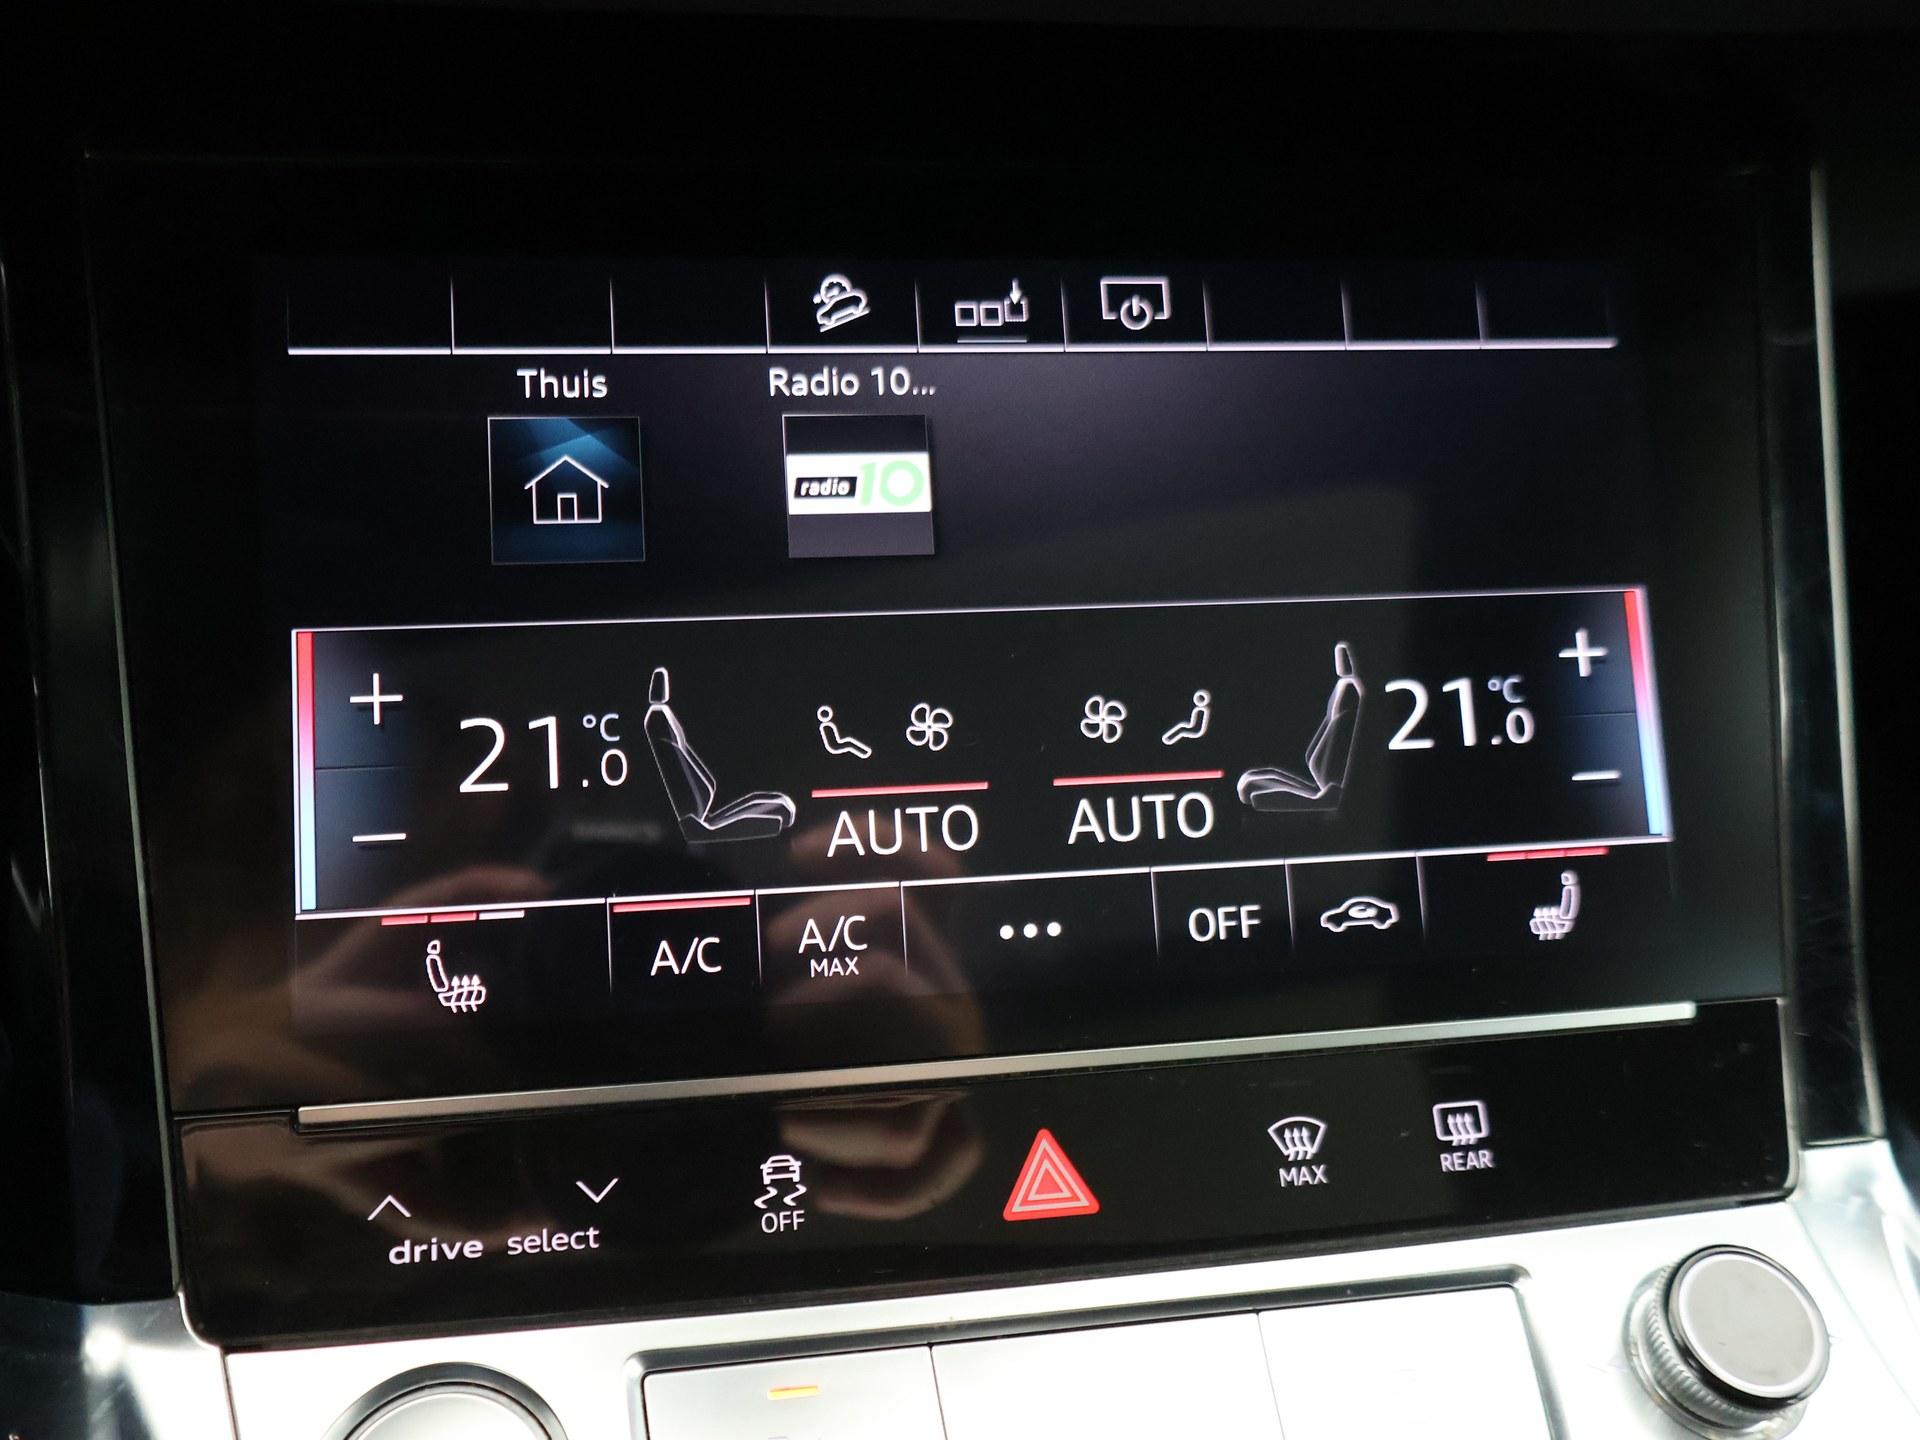 Thuis
Radio 10...
radio 10
21.0 °C
21.0 °C
AUTO
AUTO
A/C
A/C MAX
OFF
drive select
OFF
MAX
REAR